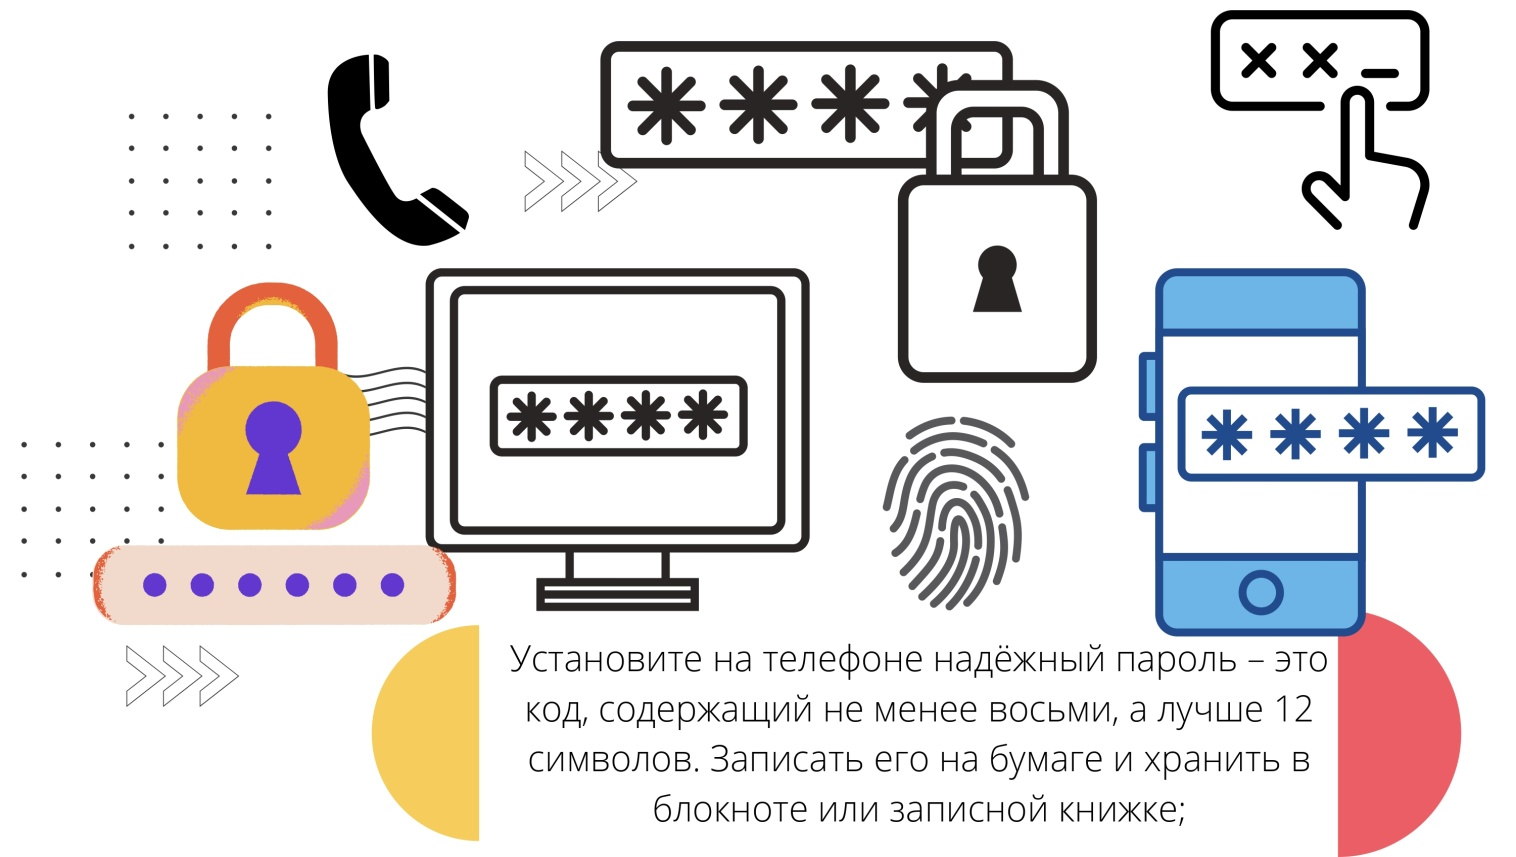 Установите на телефоне надёжный пароль – это
код, содержащий не менее восьми, а лучше 12
символов. Записать его на бумаге и хранить в
блокноте или записной книжке;